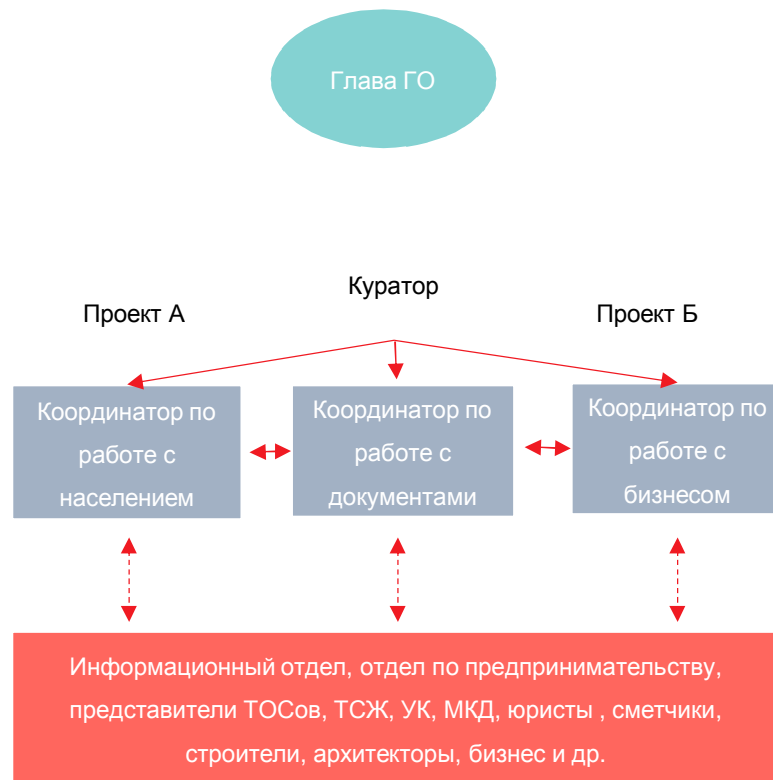 Глава ГО
Куратор
Проект А
Проект Б
Координатор по
работе с
населением
Координатор по
работе с
документами
Координатор по
работе с
бизнесом
Информационный отдел, отдел по предпринимательству,
представители ТОСов, ТСЖ, УК, МКД, юристы , сметчики,
строители, архитекторы, бизнес и др.